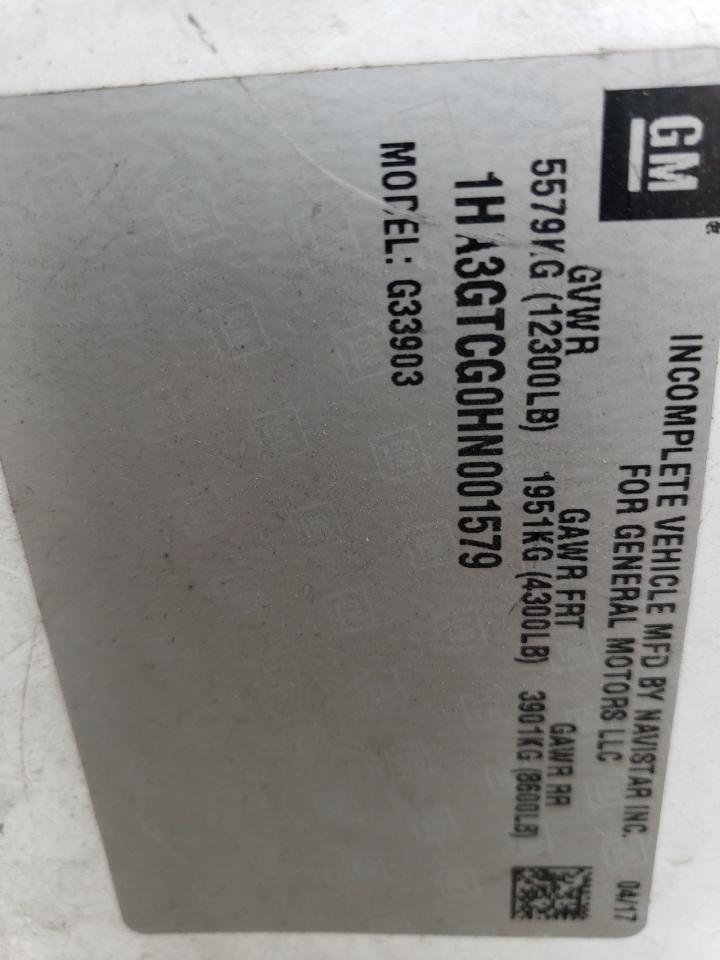 GM
INCOMPLETE VEHICLE MFD BY NAVISTAR INC. 04/17
FOR GENERAL MOTORS LLC
GVWR GAWR FRT GAWR RR
5579KG (12300LB) 1951KG (4300LB) 3901KG (8600LB)
1HA3GTCG0HN001579
MODEL: G33903